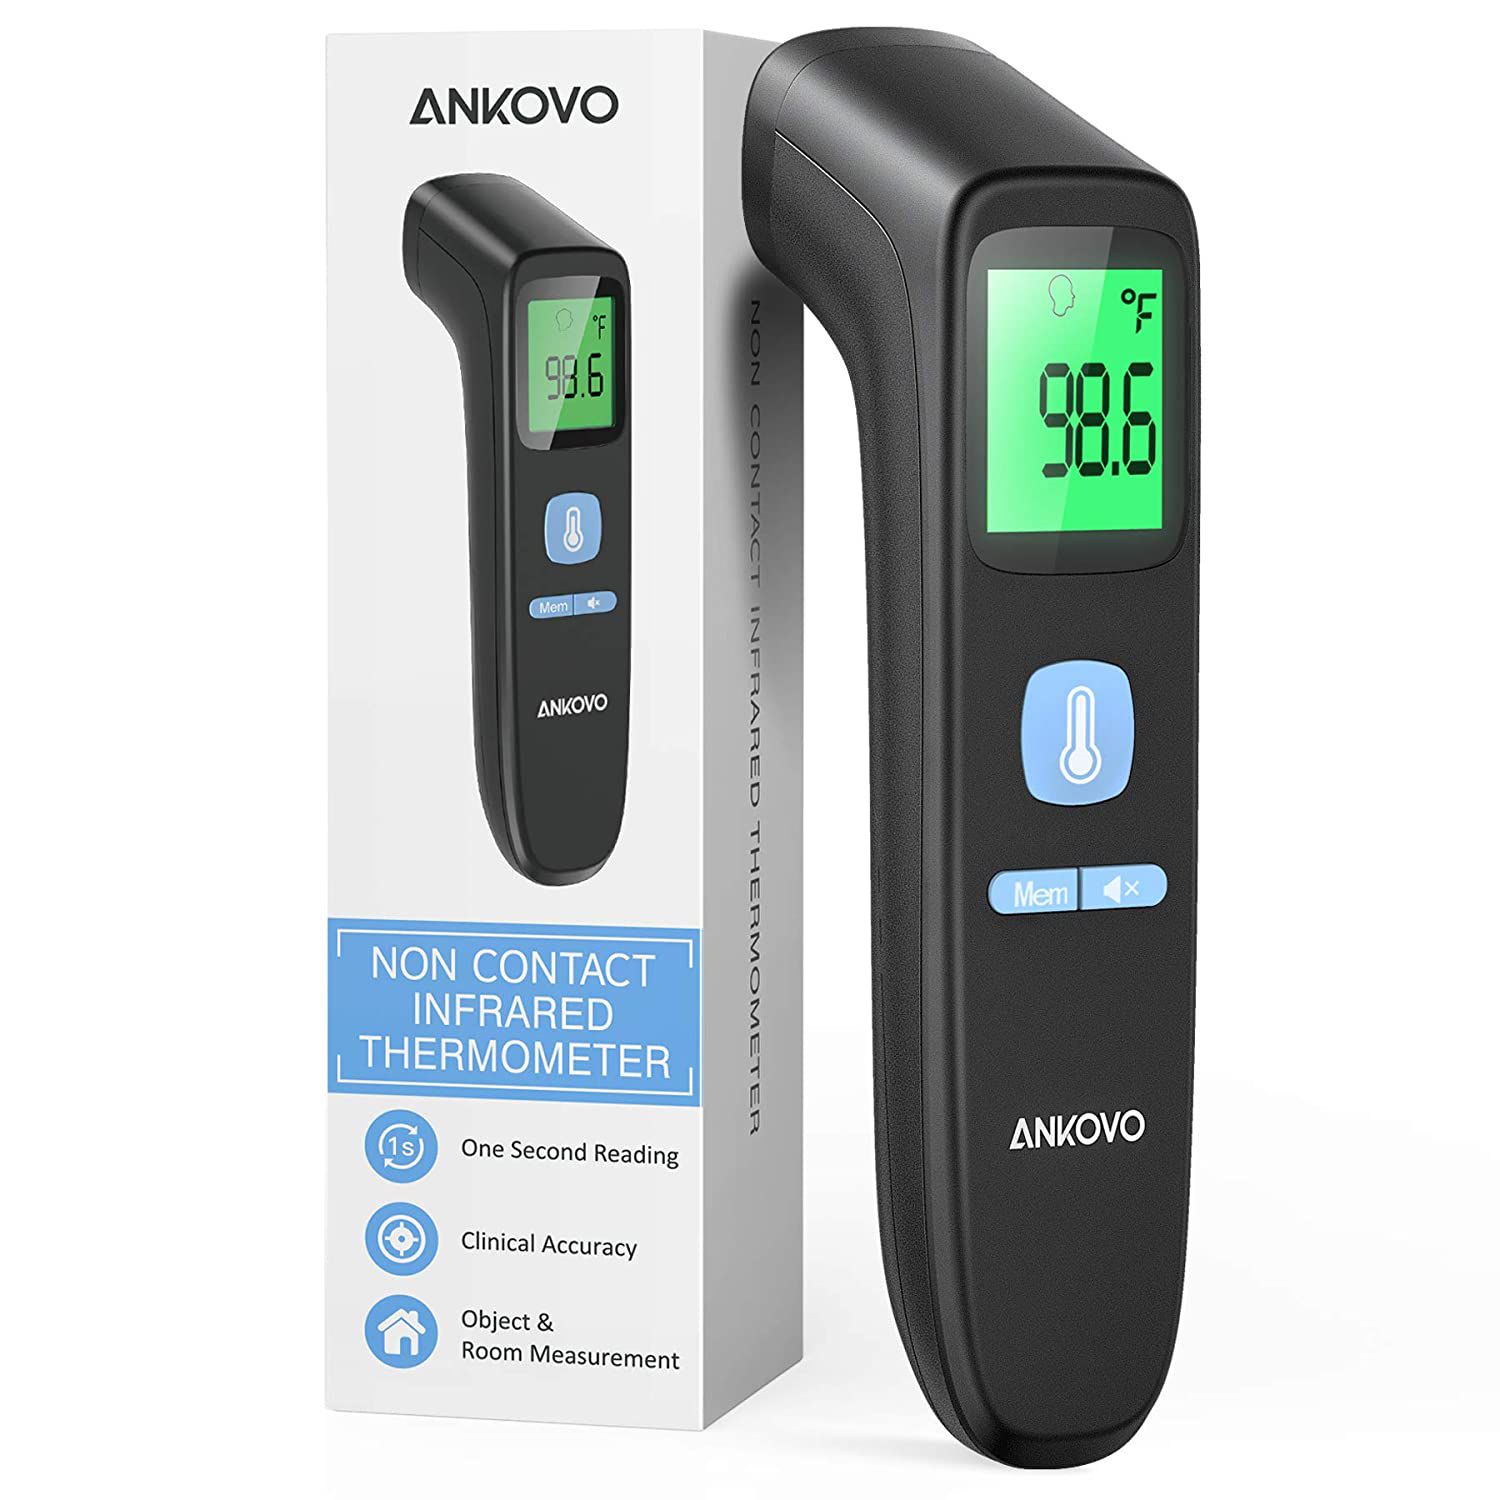 ANKOVO
°F
98.6
Mem
ANKOVO
NON CONTACT
INFRARED
THERMOMETER
1s
One Second Reading
Clinical Accuracy
Object &
Room Measurement
NON CONTACT INFRARED THERMOMETER
°F
98.6
Mem
ANKOVO